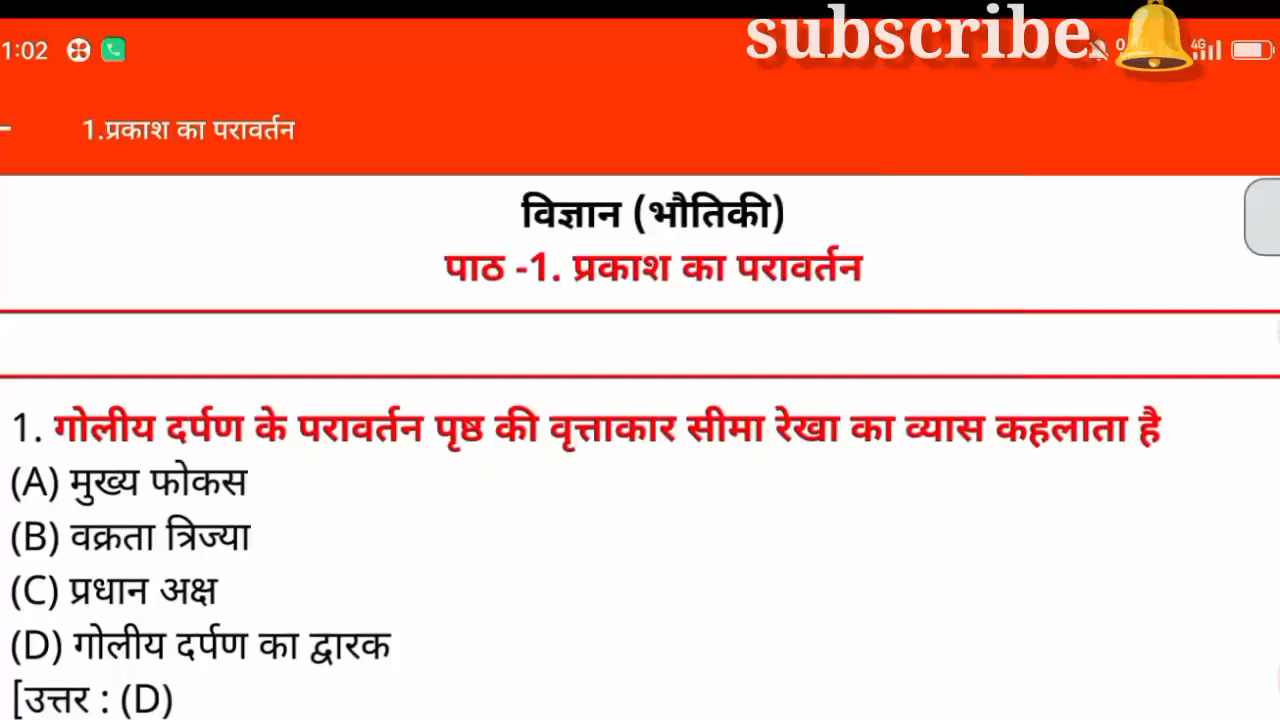 subscribe
1:02
4G
1.प्रकाश का परावर्तन
विज्ञान (भौतिकी)
पाठ -1. प्रकाश का परावर्तन
1. गोलीय दर्पण के परावर्तन पृष्ठ की वृत्ताकार सीमा रेखा का व्यास कहलाता है
(A) मुख्य फोकस
(B) वक्रता त्रिज्या
(C) प्रधान अक्ष
(D) गोलीय दर्पण का द्वारक
[उत्तर : (D)